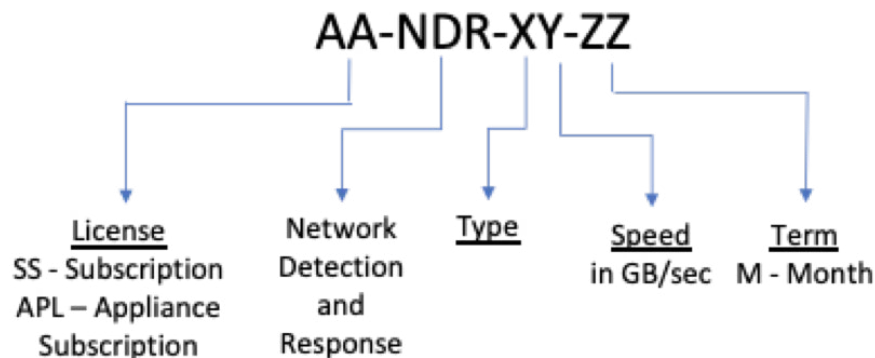 AA-NDR-XY-ZZ
License
SS - Subscription
APL – Appliance
Subscription
Network
Detection
and
Response
Type
Speed
in GB/sec
Term
M - Month